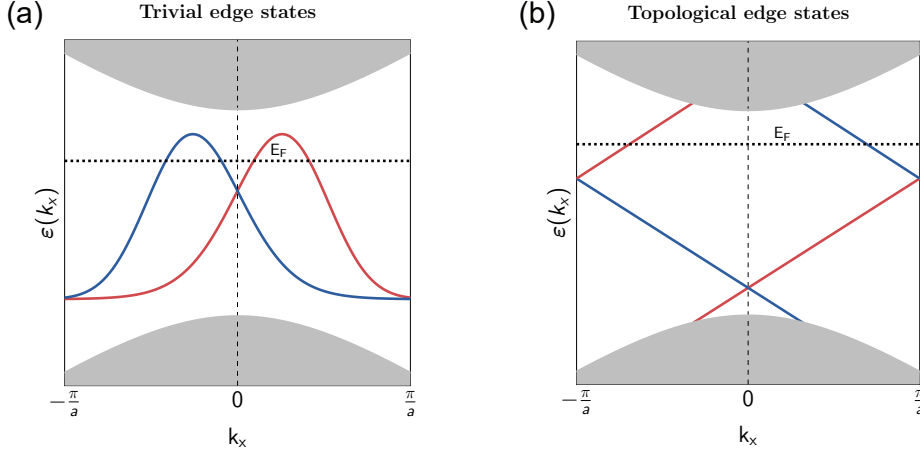 (a)
Trivial edge states
E_F
ε(k_x)
-π/a
0
π/a
k_x
(b)
Topological edge states
E_F
ε(k_x)
-π/a
0
π/a
k_x